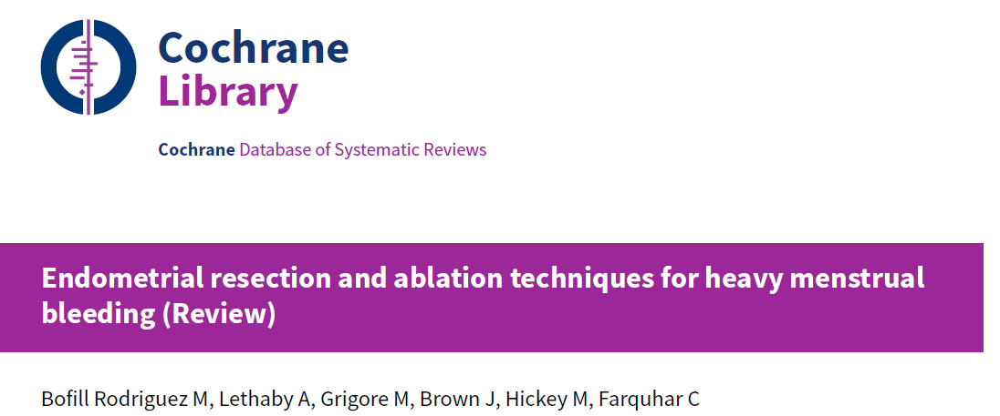 Cochrane
Library
Cochrane Database of Systematic Reviews
Endometrial resection and ablation techniques for heavy menstrual
bleeding (Review)
Bofill Rodriguez M, Lethaby A, Grigore M, Brown J, Hickey M, Farquhar C